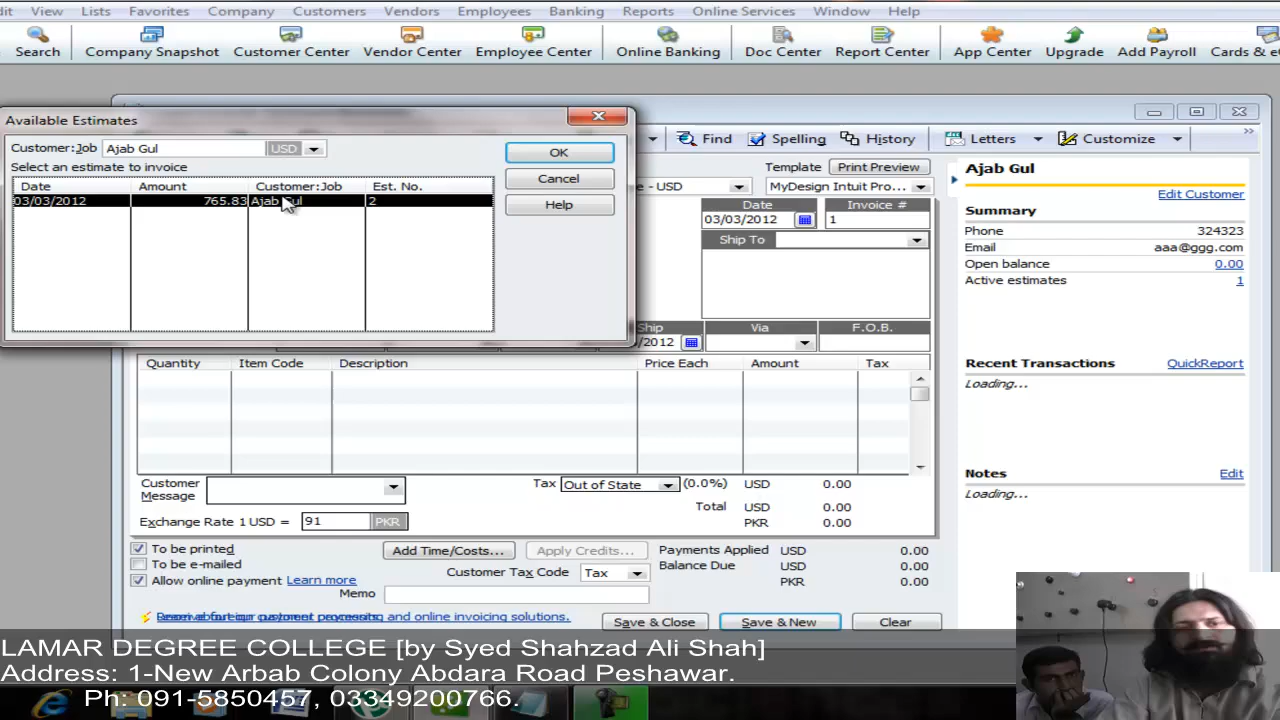 dit View Lists Favorites Company Customers Vendors Employees Banking Reports Online Services Window Help
Search Company Snapshot Customer Center Vendor Center Employee Center Online Banking Doc Center Report Center App Center Upgrade Add Payroll Cards & e
Available Estimates
Customer:Job Ajab Gul USD
Select an estimate to invoice
Date Amount Customer:Job Est. No.
03/03/2012 765.83 Ajab Gul 2
OK
Cancel
Help
Find Spelling History Letters Customize
Template Print Preview
- USD MyDesign Intuit Pro...
Date Invoice #
03/03/2012 1
Ship To
Ship Via F.O.B.
/2012
Quantity Item Code Description Price Each Amount Tax
Customer Message
Tax Out of State (0.0%) USD 0.00
Total USD 0.00
Exchange Rate 1 USD = 91 PKR PKR 0.00
To be printed Add Time/Costs... Apply Credits... Payments Applied USD 0.00
To be e-mailed Balance Due USD 0.00
Allow online payment Learn more Customer Tax Code Tax PKR 0.00
Memo
customer processing and online invoicing solutions.
Save & Close Save & New Clear
Ajab Gul
Edit Customer
Summary
Phone 324323
Email aaa@ggg.com
Open balance 0.00
Active estimates 1
Recent Transactions QuickReport
Loading...
Notes Edit
Loading...
LAMAR DEGREE COLLEGE [by Syed Shahzad Ali Shah]
Address: 1-New Arbab Colony Abdara Road Peshawar.
Ph: 091-5850457, 03349200766.